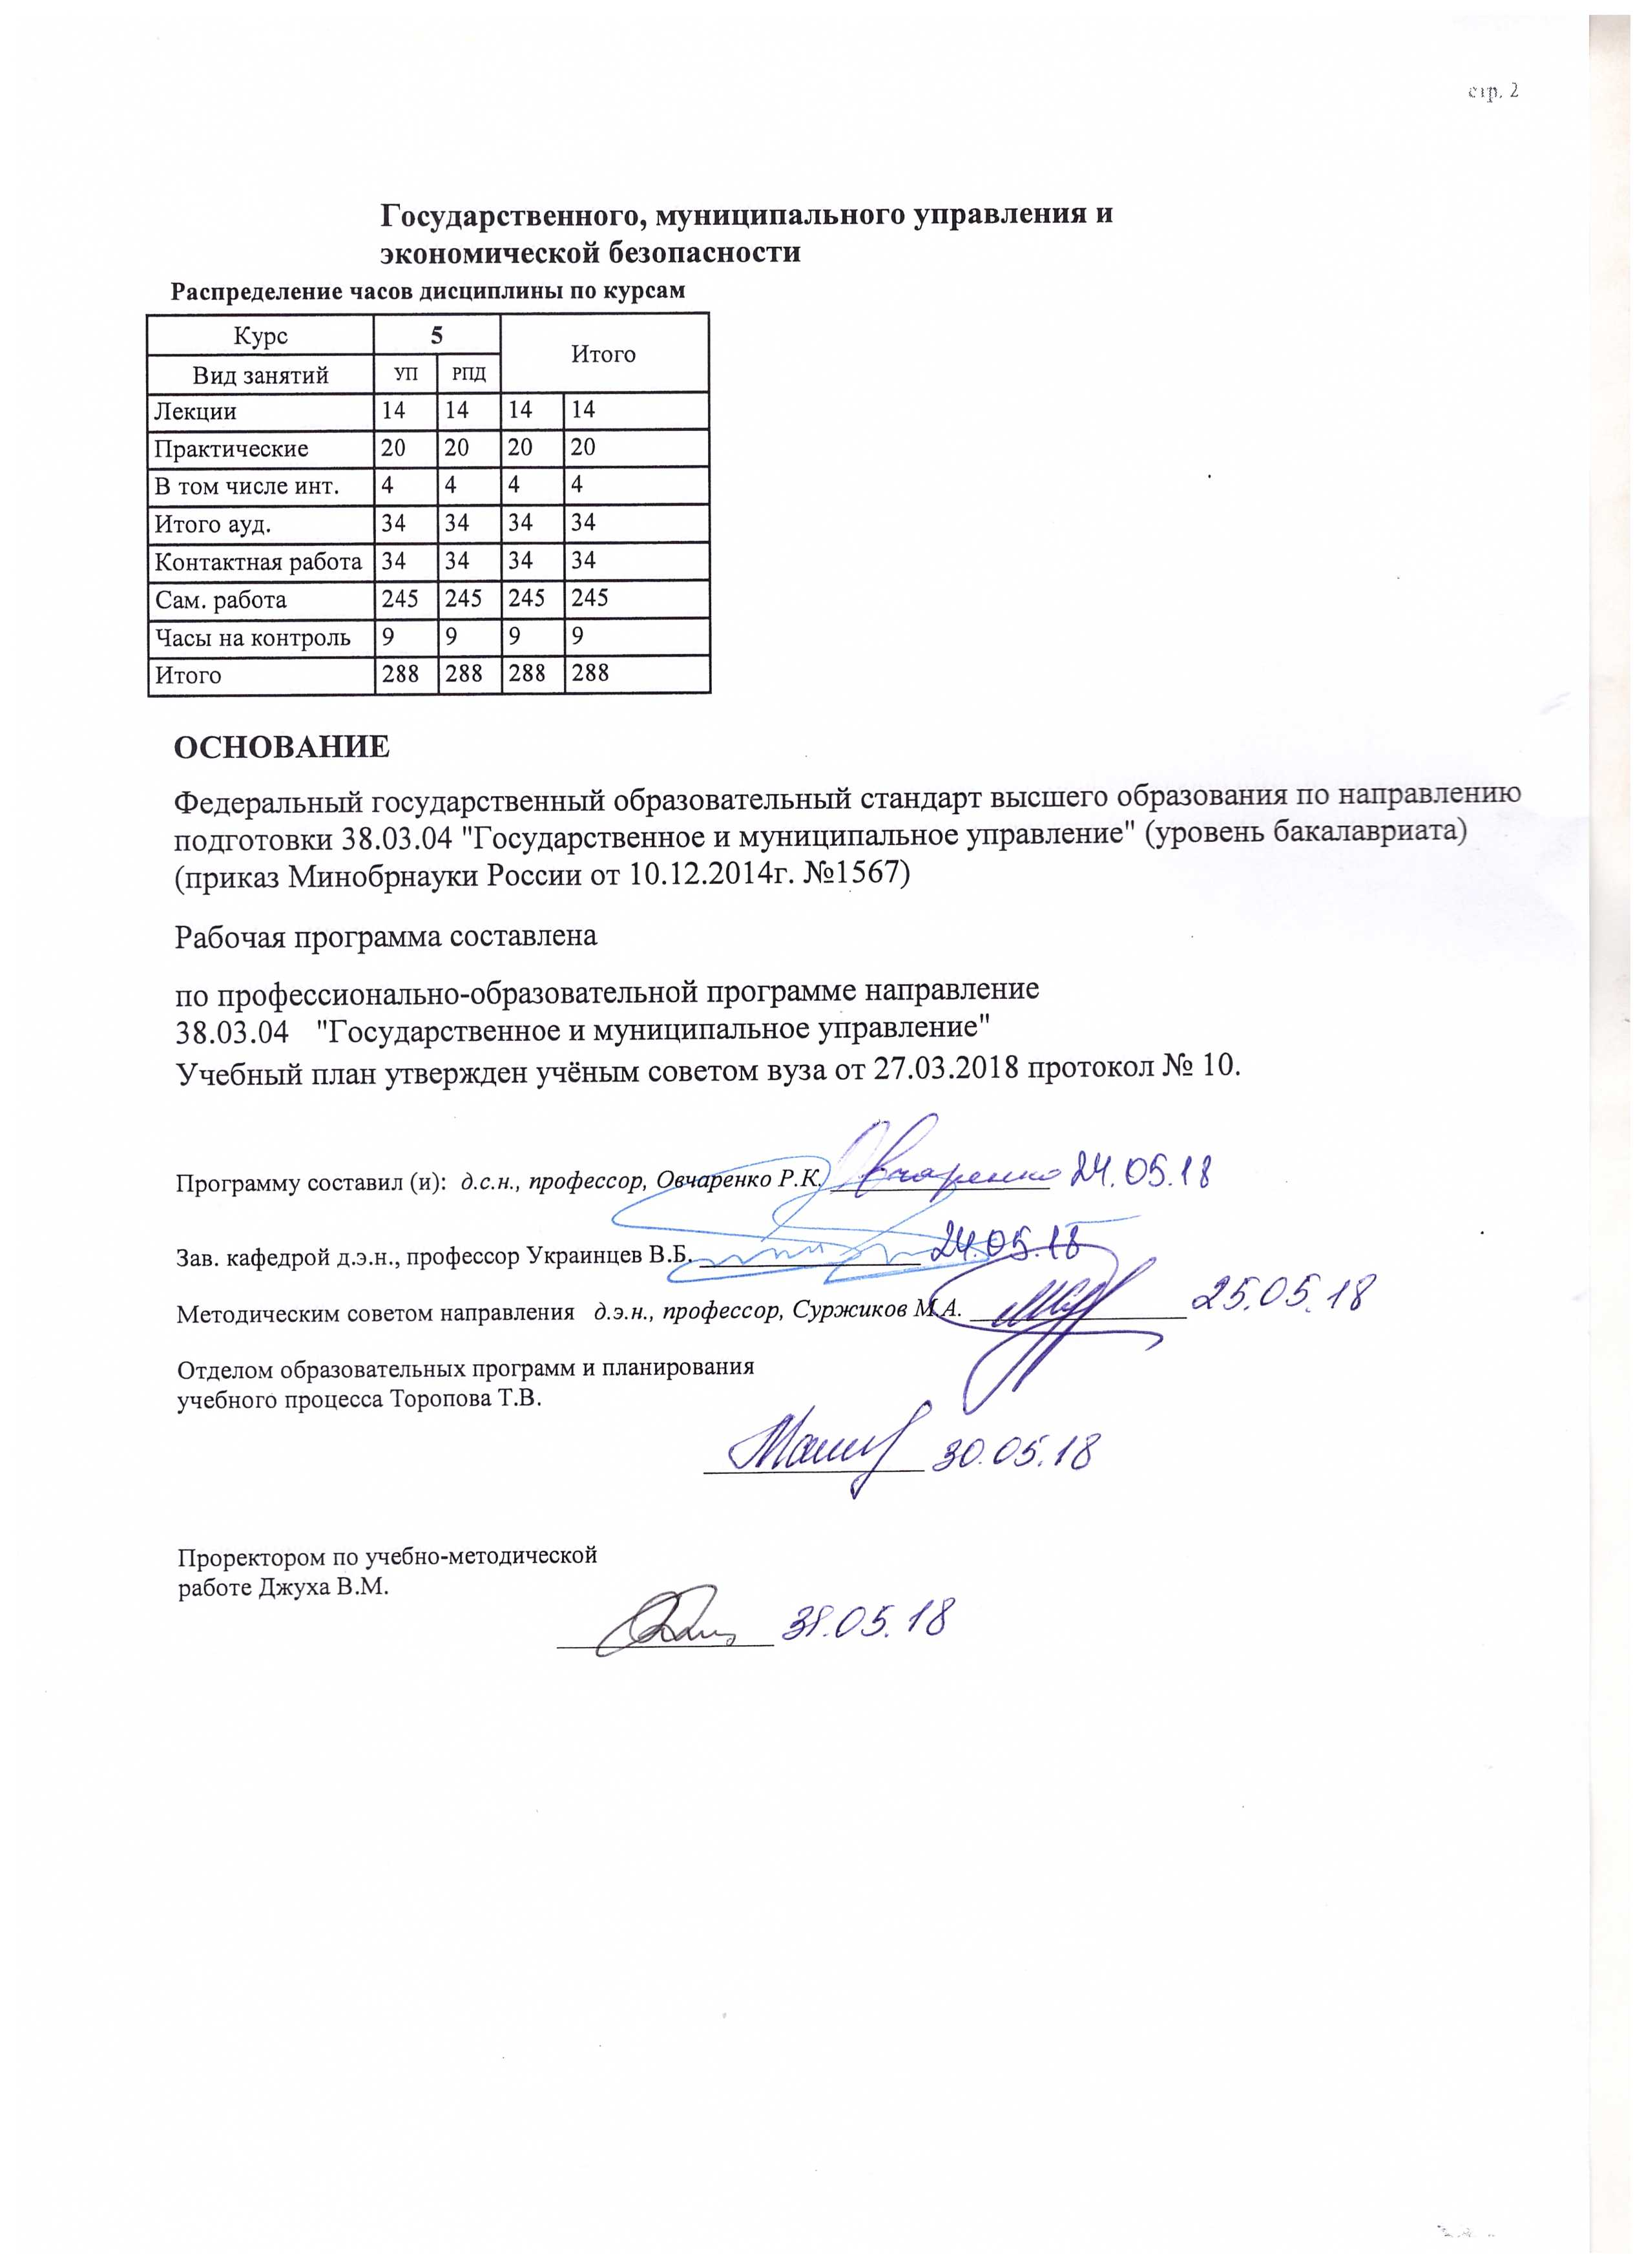 стр. 2
Государственного, муниципального управления и
экономической безопасности
Распределение часов дисциплины по курсам
Курс 5 Итого
Вид занятий УП РПД
Лекции 14 14 14 14
Практические 20 20 20 20
В том числе инт. 4 4 4 4
Итого ауд. 34 34 34 34
Контактная работа 34 34 34 34
Сам. работа 245 245 245 245
Часы на контроль 9 9 9 9
Итого 288 288 288 288
ОСНОВАНИЕ
Федеральный государственный образовательный стандарт высшего образования по направлению
подготовки 38.03.04 "Государственное и муниципальное управление" (уровень бакалавриата)
(приказ Минобрнауки России от 10.12.2014г. №1567)
Рабочая программа составлена
по профессионально-образовательной программе направление
38.03.04 "Государственное и муниципальное управление"
Учебный план утвержден учёным советом вуза от 27.03.2018 протокол № 10.
Программу составил (и): д.с.н., профессор, Овчаренко Р.К. Овчаренко 24.05.18
Зав. кафедрой д.э.н., профессор Украинцев В.Б. 24.05.18
Методическим советом направления д.э.н., профессор, Суржиков М.А. 25.05.18
Отделом образовательных программ и планирования
учебного процесса Торопова Т.В.
30.05.18
Проректором по учебно-методической
работе Джуха В.М.
31.05.18